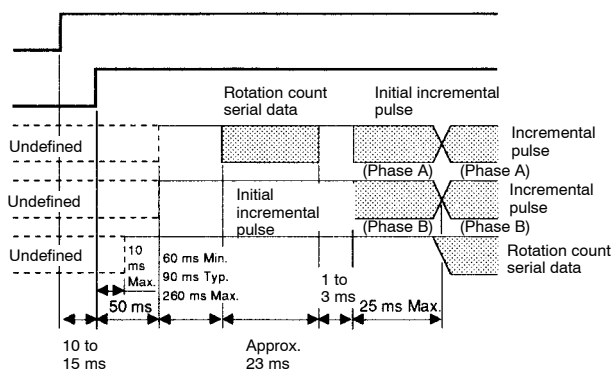 Rotation count
serial data
Initial incremental
pulse
Undefined
Incremental
pulse
(Phase A)
(Phase A)
Undefined
Initial
incremental
pulse
Incremental
pulse
(Phase B)
(Phase B)
Undefined
Rotation count
serial data
10
ms
Max.
60 ms Min.
90 ms Typ.
260 ms Max.
1 to
3 ms
50 ms
25 ms Max.
10 to
15 ms
Approx.
23 ms